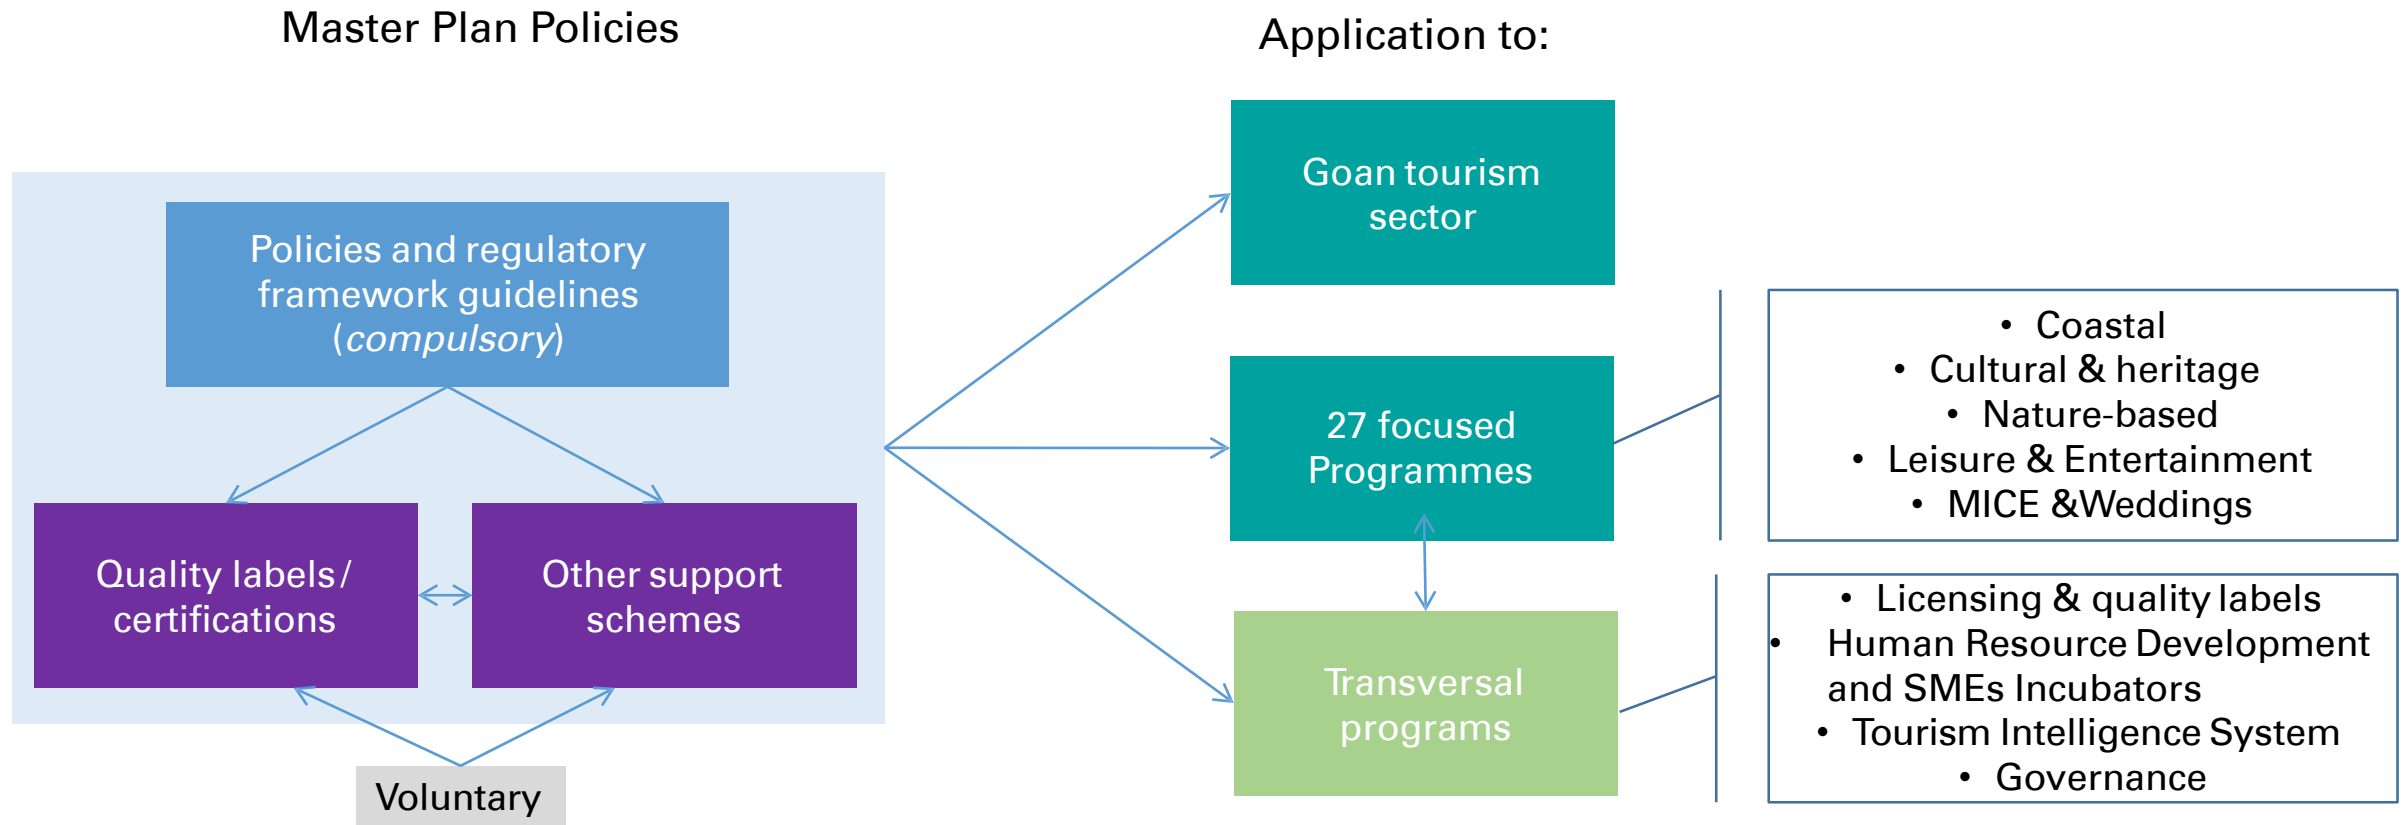 Master Plan Policies
Application to:
Policies and regulatory
framework guidelines
(compulsory)
Quality labels/
certifications
Other support
schemes
Voluntary
Goan tourism
sector
27 focused
Programmes
Transversal
programs
• Coastal
• Cultural & heritage
• Nature-based
• Leisure & Entertainment
• MICE &Weddings
• Licensing & quality labels
• Human Resource Development
and SMEs Incubators
• Tourism Intelligence System
• Governance